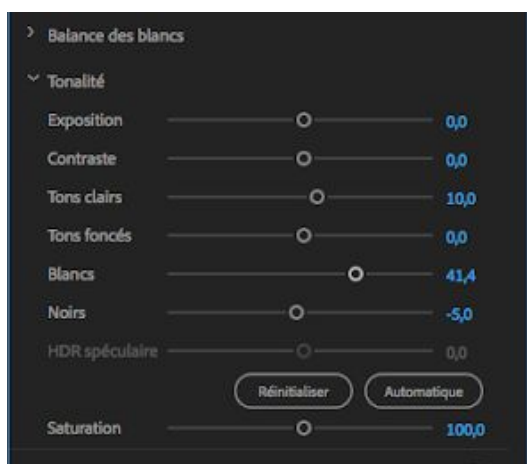 Balance des blancs
Tonalité
Exposition 0,0
Contraste 0,0
Tons clairs 10,0
Tons foncés 0,0
Blancs 41,4
Noirs -5,0
HDR spéculaire 0,0
Réinitialiser Automatique
Saturation 100,0